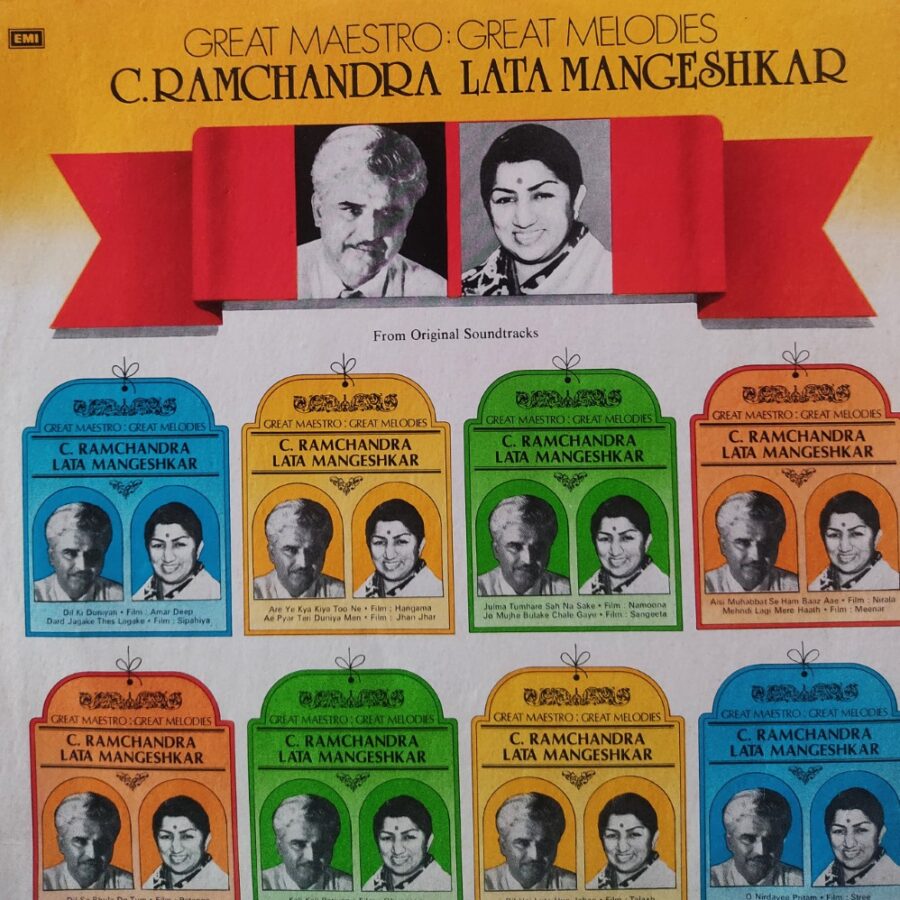 EMI
GREAT MAESTRO: GREAT MELODIES
C.RAMCHANDRA LATA MANGESHKAR
From Original Soundtracks
GREAT MAESTRO: GREAT MELODIES
C. RAMCHANDRA
LATA MANGESHKAR
Dil Ki Duniyan • Film : Amar Deep
Dard Jagake Thes Lagake • Film : Sipahiya
GREAT MAESTRO: GREAT MELODIES
C. RAMCHANDRA
LATA MANGESHKAR
Are Ye Kya Kiya Too Ne • Film : Hangama
Ae Pyar Teri Duniya Men • Film : Jhan Jhar
GREAT MAESTRO: GREAT MELODIES
C. RAMCHANDRA
LATA MANGESHKAR
Julma Tumhare Sah Na Sake • Film : Namoona
Jo Mujhe Bulake Chale Gaye • Film : Sangeeta
GREAT MAESTRO: GREAT MELODIES
C. RAMCHANDRA
LATA MANGESHKAR
Aisi Muhabbat Se Ham Baaz Aae • Film : Nirala
Mehndi Lagi Mere Haath • Film : Meenar
GREAT MAESTRO: GREAT MELODIES
C. RAMCHANDRA
LATA MANGESHKAR
GREAT MAESTRO: GREAT MELODIES
C. RAMCHANDRA
LATA MANGESHKAR
GREAT MAESTRO: GREAT MELODIES
C. RAMCHANDRA
LATA MANGESHKAR
GREAT MAESTRO: GREAT MELODIES
C. RAMCHANDRA
LATA MANGESHKAR
O Nirdayee Pritam • Film : Stree